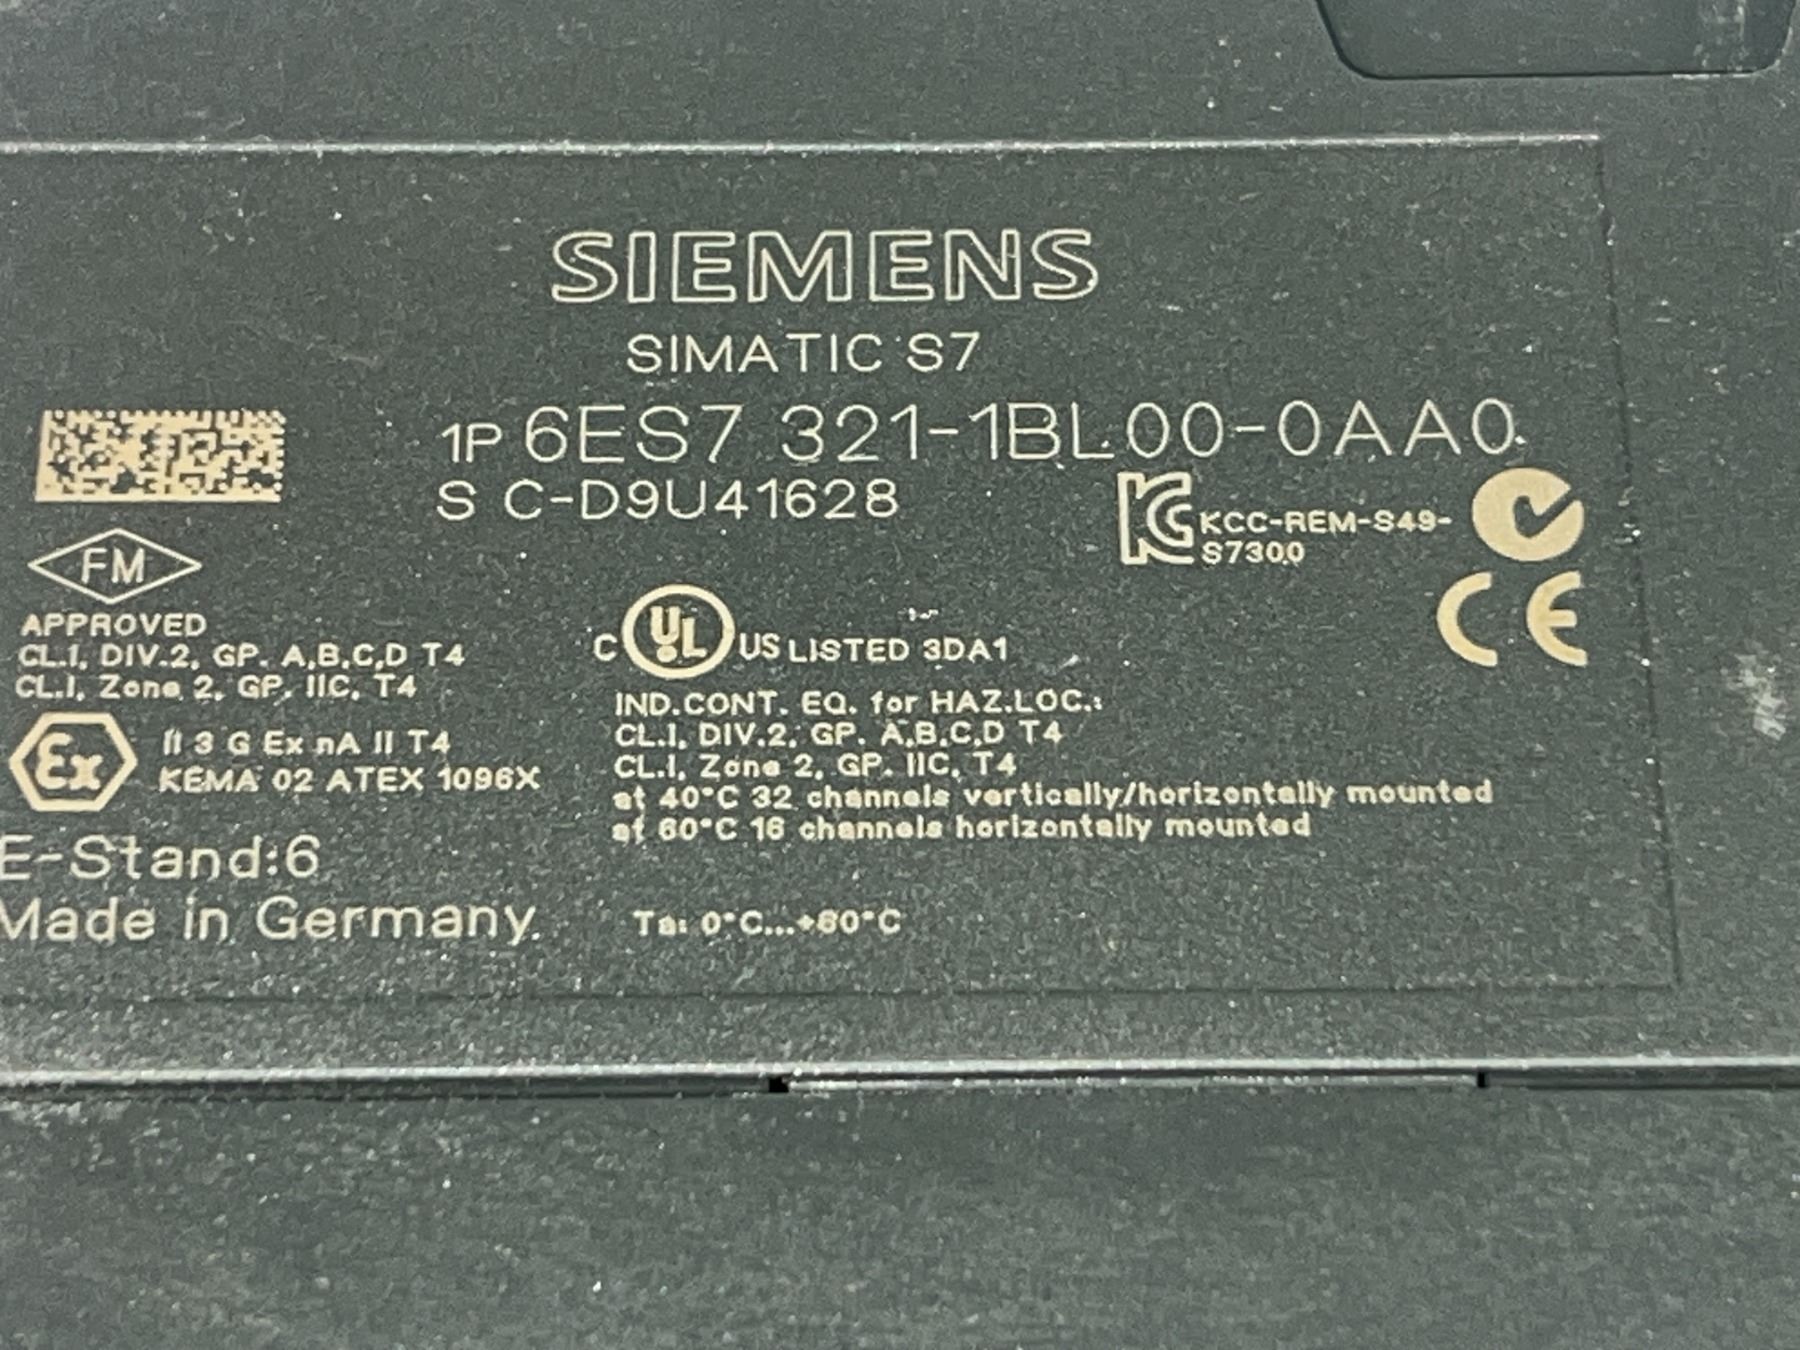 SIEMENS
SIMATIC S7
1P 6ES7 321-1BL00-0AA0
S C-D9U41628
KCC-REM-S49-
S7300
FM
APPROVED
CL.I, DIV.2, GP. A,B,C,D T4
CL.I, Zone 2, GP. IIC, T4
Ex
II 3 G Ex nA II T4
KEMA 02 ATEX 1096X
E-Stand:6
Made in Germany.
C UL US LISTED 3DA1
IND.CONT. EQ. for HAZ.LOC.:
CL.I, DIV.2, GP. A,B,C,D T4
CL.I, Zone 2, GP. IIC, T4
at 40°C 32 channels vertically/horizontally mounted
at 60°C 16 channels horizontally mounted
Ta: 0°C...+60°C
CE